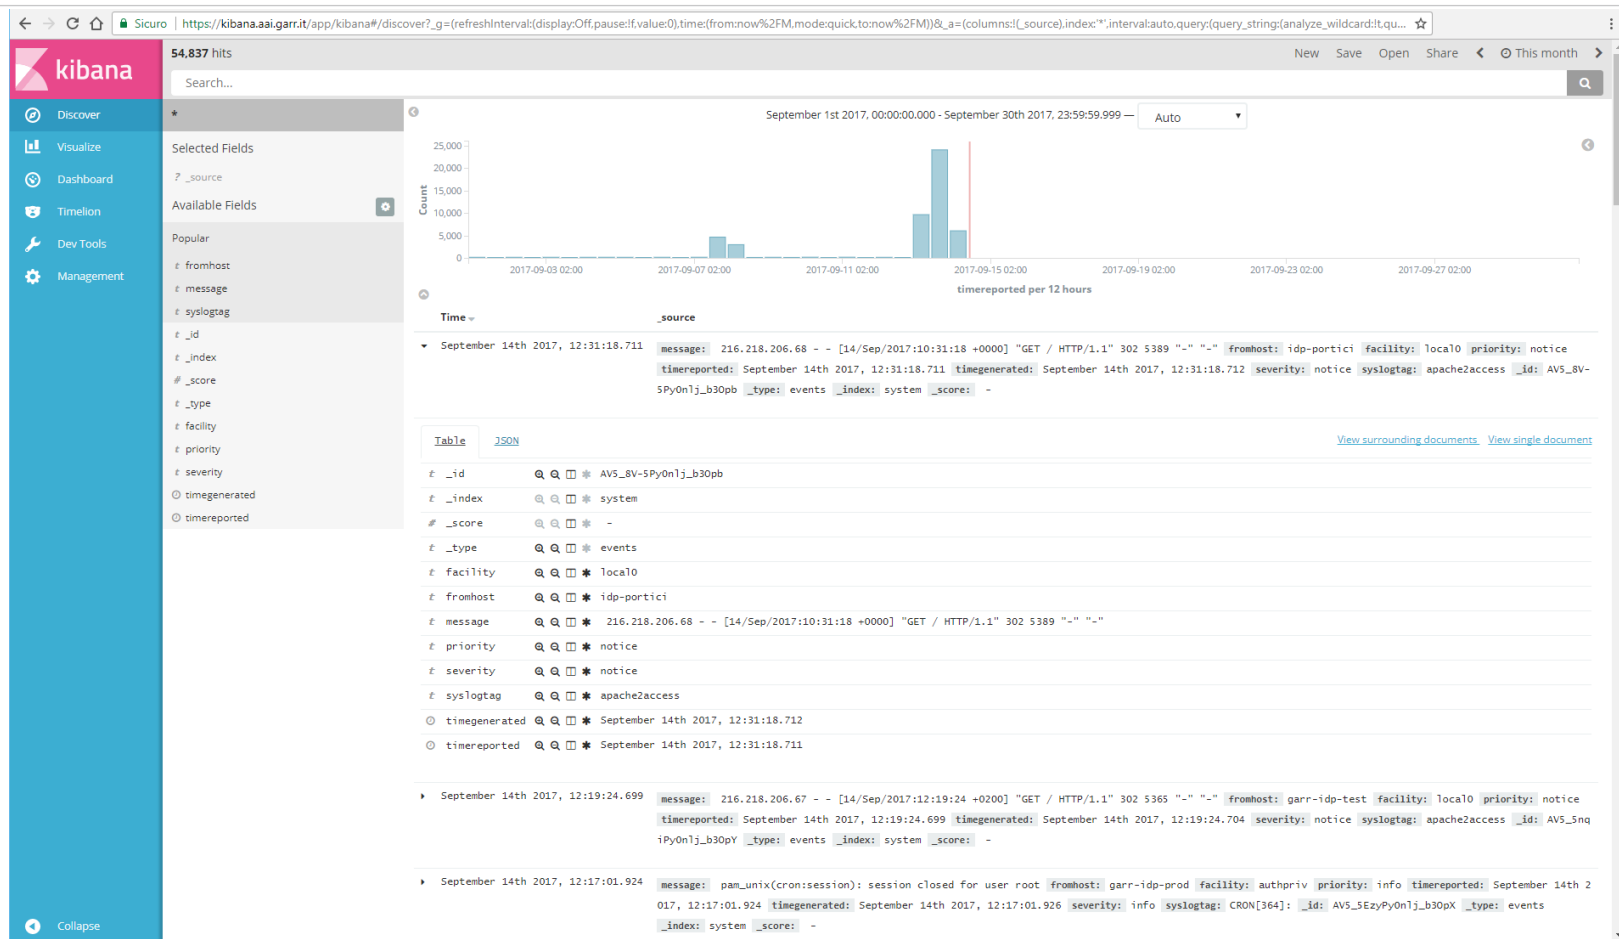 Sicuro | https://kibana.aai.garr.it/app/kibana#/discover?_g=(refreshInterval:(display:Off,pause:!f,value:0),time:(from:now%2FM,mode:quick,to:now%2FM))&_a=(columns:!(_source),index:'*',interval:auto,query:(query_string:(analyze_wildcard:!t,qu...
kibana
54,837 hits
New Save Open Share This month
Search...
Discover
Visualize
Dashboard
Timelion
Dev Tools
Management
Collapse
*
Selected Fields
? _source
Available Fields
Popular
t fromhost
t message
t syslogtag
t _id
t _index
# _score
t _type
t facility
t priority
t severity
timegenerated
timereported
September 1st 2017, 00:00:00.000 - September 30th 2017, 23:59:59.999 — Auto
25,000
20,000
15,000
10,000
5,000
0
Count
2017-09-03 02:00 2017-09-07 02:00 2017-09-11 02:00 2017-09-15 02:00 2017-09-19 02:00 2017-09-23 02:00 2017-09-27 02:00
timereported per 12 hours
Time _source
September 14th 2017, 12:31:18.711 message: 216.218.206.68 - - [14/Sep/2017:10:31:18 +0000] "GET / HTTP/1.1" 302 5389 "-" "-" fromhost: idp-portici facility: local0 priority: notice
timereported: September 14th 2017, 12:31:18.711 timegenerated: September 14th 2017, 12:31:18.712 severity: notice syslogtag: apache2access _id: AV5_8V-
5Py0nlj_b3Opb _type: events _index: system _score: -
Table JSON View surrounding documents View single document
t _id AV5_8V-5Py0nlj_b3Opb
t _index system
# _score -
t _type events
t facility local0
t fromhost idp-portici
t message 216.218.206.68 - - [14/Sep/2017:10:31:18 +0000] "GET / HTTP/1.1" 302 5389 "-" "-"
t priority notice
t severity notice
t syslogtag apache2access
timegenerated September 14th 2017, 12:31:18.712
timereported September 14th 2017, 12:31:18.711
September 14th 2017, 12:19:24.699 message: 216.218.206.67 - - [14/Sep/2017:12:19:24 +0200] "GET / HTTP/1.1" 302 5365 "-" "-" fromhost: garr-idp-test facility: local0 priority: notice
timereported: September 14th 2017, 12:19:24.699 timegenerated: September 14th 2017, 12:19:24.704 severity: notice syslogtag: apache2access _id: AV5_5nq
iPy0nlj_b3OpY _type: events _index: system _score: -
September 14th 2017, 12:17:01.924 message: pam_unix(cron:session): session closed for user root fromhost: garr-idp-prod facility: authpriv priority: info timereported: September 14th 2
017, 12:17:01.924 timegenerated: September 14th 2017, 12:17:01.926 severity: info syslogtag: CRON[364]: _id: AV5_5EzyPy0nlj_b3OpX _type: events
_index: system _score: -